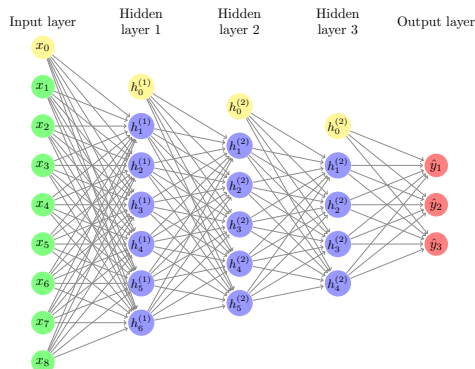 Input layer
Hidden
layer 1
Hidden
layer 2
Hidden
layer 3
Output layer
x₀
x₁
x₂
x₃
x₄
x₅
x₆
x₇
x₈
h₀⁽¹⁾
h₁⁽¹⁾
h₂⁽¹⁾
h₃⁽¹⁾
h₄⁽¹⁾
h₅⁽¹⁾
h₆⁽¹⁾
h₀⁽²⁾
h₁⁽²⁾
h₂⁽²⁾
h₃⁽²⁾
h₄⁽²⁾
h₅⁽²⁾
h₀⁽²⁾
h₁⁽²⁾
h₂⁽²⁾
h₃⁽²⁾
h₄⁽²⁾
ŷ₁
ŷ₂
ŷ₃